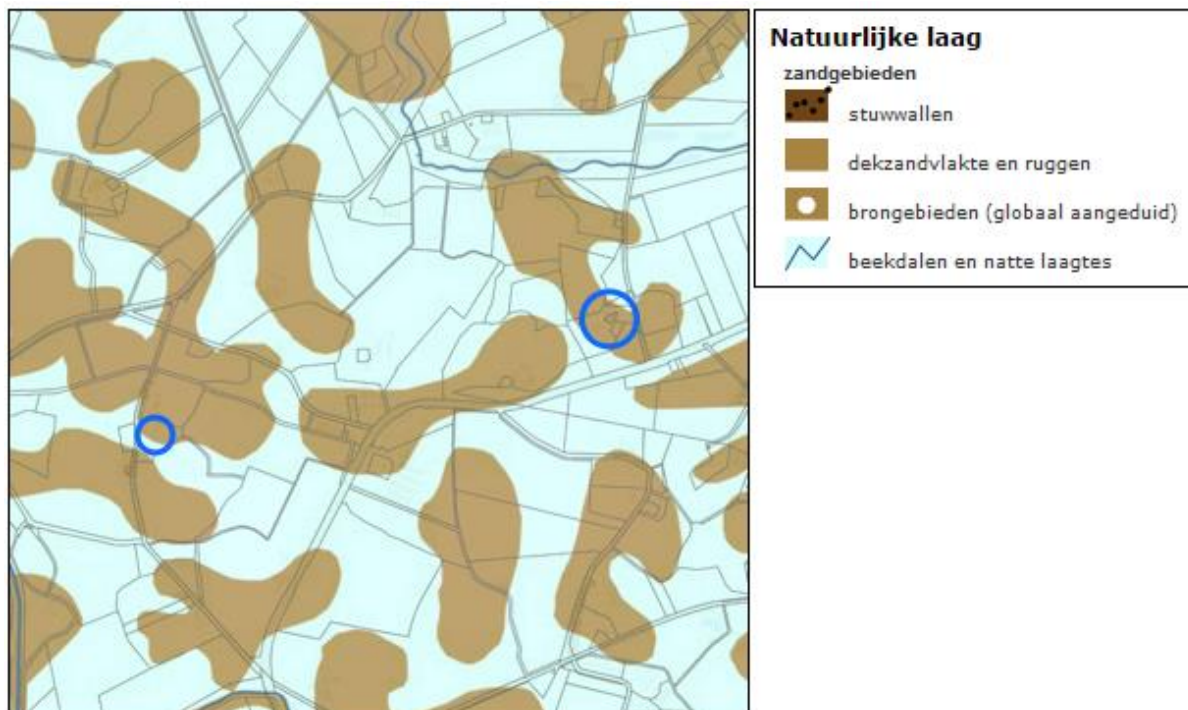 Natuurlijke laag
zandgebieden
stuwwallen
dekzandvlakte en ruggen
brongebieden (globaal aangeduid)
beekdalen en natte laagtes